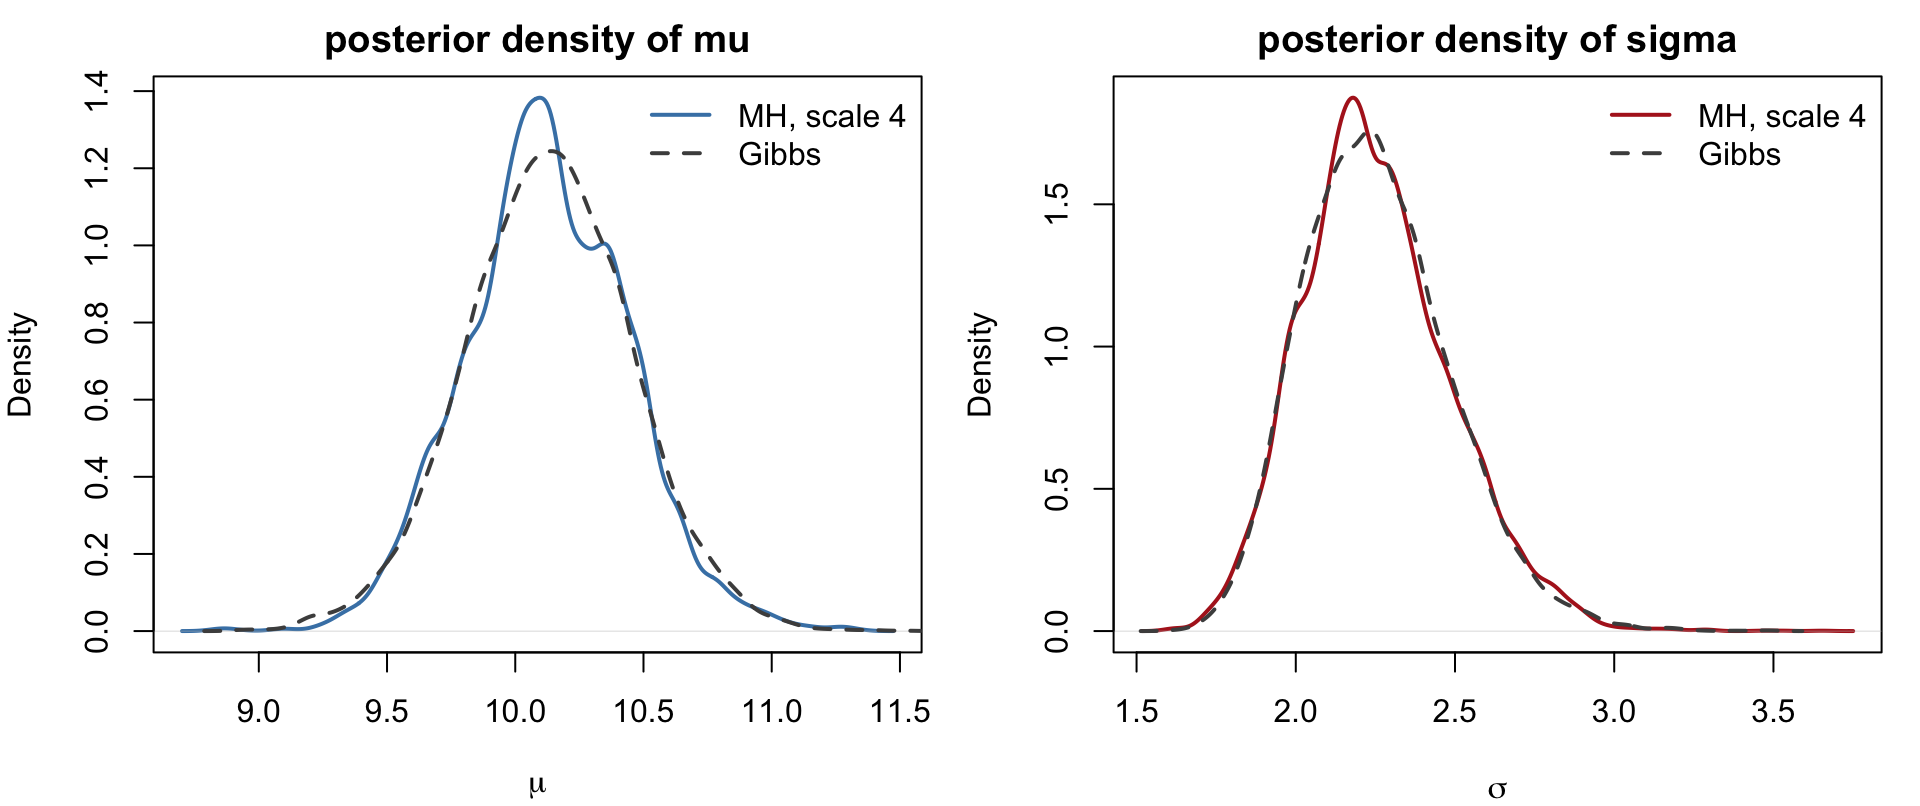 posterior density of mu
MH, scale 4
Gibbs
Density
0.0 0.2 0.4 0.6 0.8 1.0 1.2 1.4
9.0 9.5 10.0 10.5 11.0 11.5
μ
posterior density of sigma
MH, scale 4
Gibbs
Density
0.0 0.5 1.0 1.5
1.5 2.0 2.5 3.0 3.5
σ